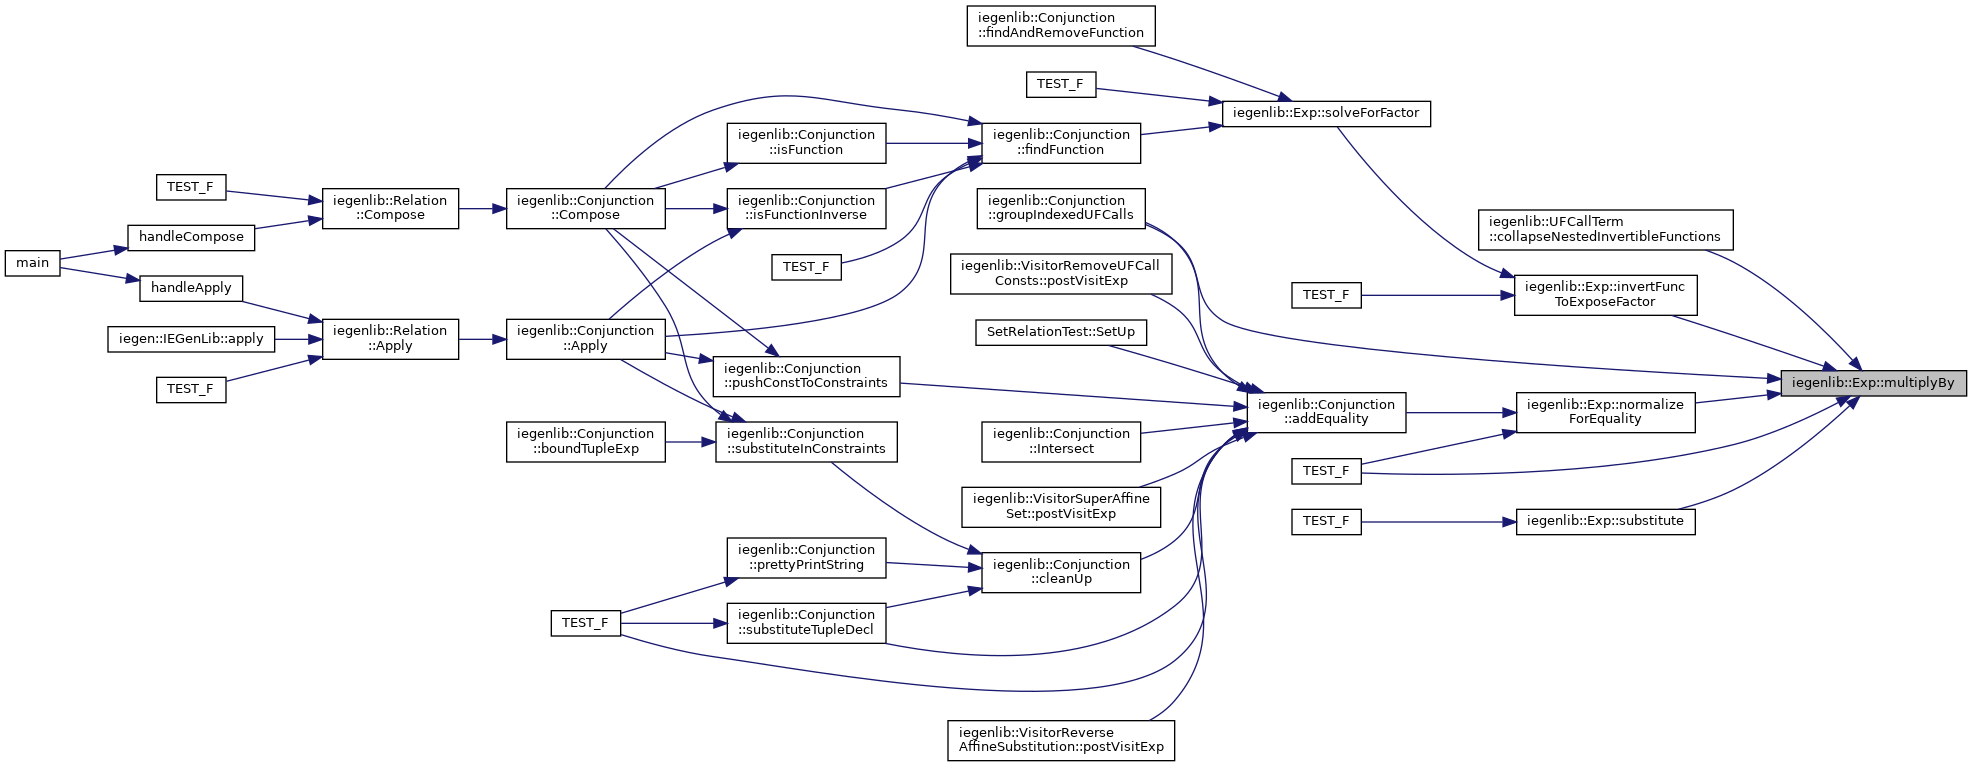 iegenlib::Conjunction
::findAndRemoveFunction
TEST_F
iegenlib::Exp::solveForFactor
iegenlib::Conjunction
::isFunction
iegenlib::Conjunction
::findFunction
TEST_F
iegenlib::Relation
::Compose
iegenlib::Conjunction
::Compose
iegenlib::Conjunction
::isFunctionInverse
iegenlib::Conjunction
::groupIndexedUFCalls
iegenlib::UFCallTerm
::collapseNestedInvertibleFunctions
handleCompose
main
TEST_F
iegenlib::VisitorRemoveUFCall
Consts::postVisitExp
handleApply
TEST_F
iegenlib::Exp::invertFunc
ToExposeFactor
iegen::IEGenLib::apply
iegenlib::Relation
::Apply
iegenlib::Conjunction
::Apply
SetRelationTest::SetUp
TEST_F
iegenlib::Conjunction
::pushConstToConstraints
iegenlib::Exp::multiplyBy
iegenlib::Conjunction
::addEquality
iegenlib::Exp::normalize
ForEquality
iegenlib::Conjunction
::boundTupleExp
iegenlib::Conjunction
::substituteInConstraints
iegenlib::Conjunction
::Intersect
TEST_F
iegenlib::VisitorSuperAffine
Set::postVisitExp
TEST_F
iegenlib::Exp::substitute
iegenlib::Conjunction
::prettyPrintString
iegenlib::Conjunction
::cleanUp
TEST_F
iegenlib::Conjunction
::substituteTupleDecl
iegenlib::VisitorReverse
AffineSubstitution::postVisitExp